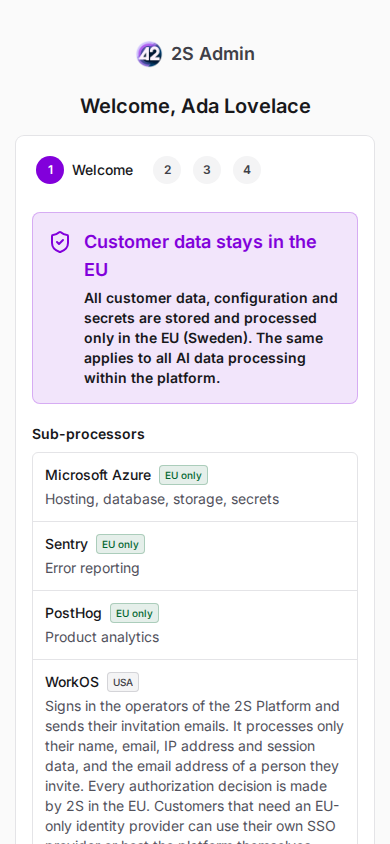 42 2S Admin
Welcome, Ada Lovelace
1 Welcome 2 3 4
Customer data stays in the
EU
All customer data, configuration and
secrets are stored and processed
only in the EU (Sweden). The same
applies to all AI data processing
within the platform.
Sub-processors
Microsoft Azure EU only
Hosting, database, storage, secrets
Sentry EU only
Error reporting
PostHog EU only
Product analytics
WorkOS USA
Signs in the operators of the 2S Platform and
sends their invitation emails. It processes only
their name, email, IP address and session
data, and the email address of a person they
invite. Every authorization decision is made
by 2S in the EU. Customers that need an EU-
only identity provider can use their own SSO
provider or host the platform themselves